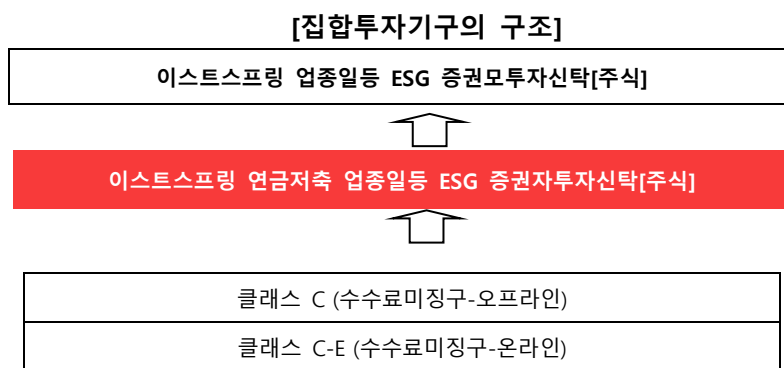 [집합투자기구의 구조]
이스트스프링 업종일등 ESG 증권모투자신탁[주식]
이스트스프링 연금저축 업종일등 ESG 증권자투자신탁[주식]
클래스 C (수수료미징구-오프라인)
클래스 C-E (수수료미징구-온라인)